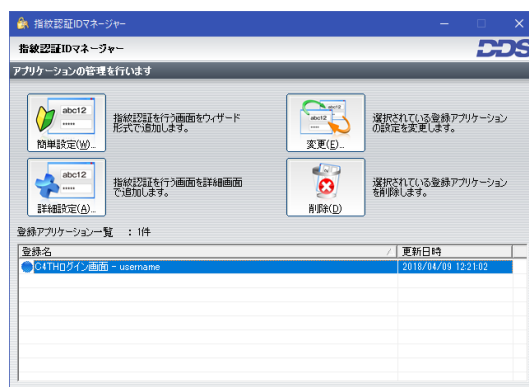 指紋認証IDマネージャー
指紋認証IDマネージャー
DDS
アプリケーションの管理を行います
abc12
簡単設定(W)...
指紋認証を行う画面をウィザード
形式で追加します。
abc12
変更(E)...
選択されている登録アプリケーション
の設定を変更します。
abc12
詳細設定(A)...
指紋認証を行う画面を詳細画面
で追加します。
削除(D)
選択されている登録アプリケーション
を削除します。
登録アプリケーション一覧 : 1件
登録名
更新日時
C4THログイン画面 - username
2018/04/09 12:21:02